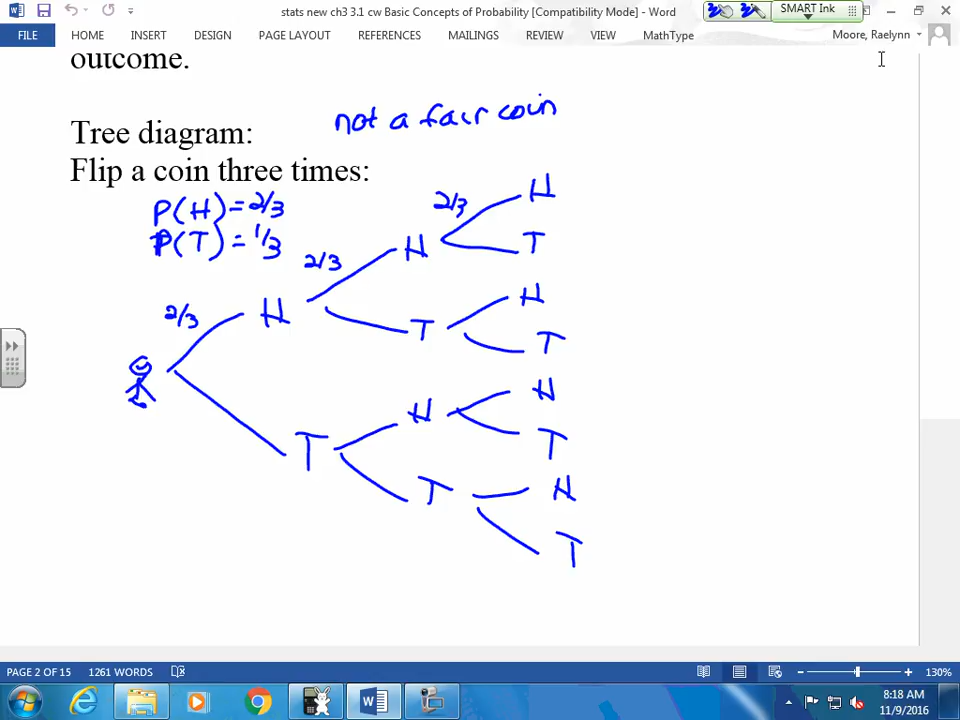 stats new ch3 3.1 cw Basic Concepts of Probability [Compatibility Mode] - Word
SMART Ink
FILE HOME INSERT DESIGN PAGE LAYOUT REFERENCES MAILINGS REVIEW VIEW MathType Moore, Raelynn
outcome.
not a fair coin
Tree diagram:
Flip a coin three times:
P(H) = 2/3
P(T) = 1/3
2/3
2/3
2/3
H
T
H
T
H
T
H
T
H
T
H
T
H
T
PAGE 2 OF 15 1261 WORDS 130%
8:18 AM
11/9/2016